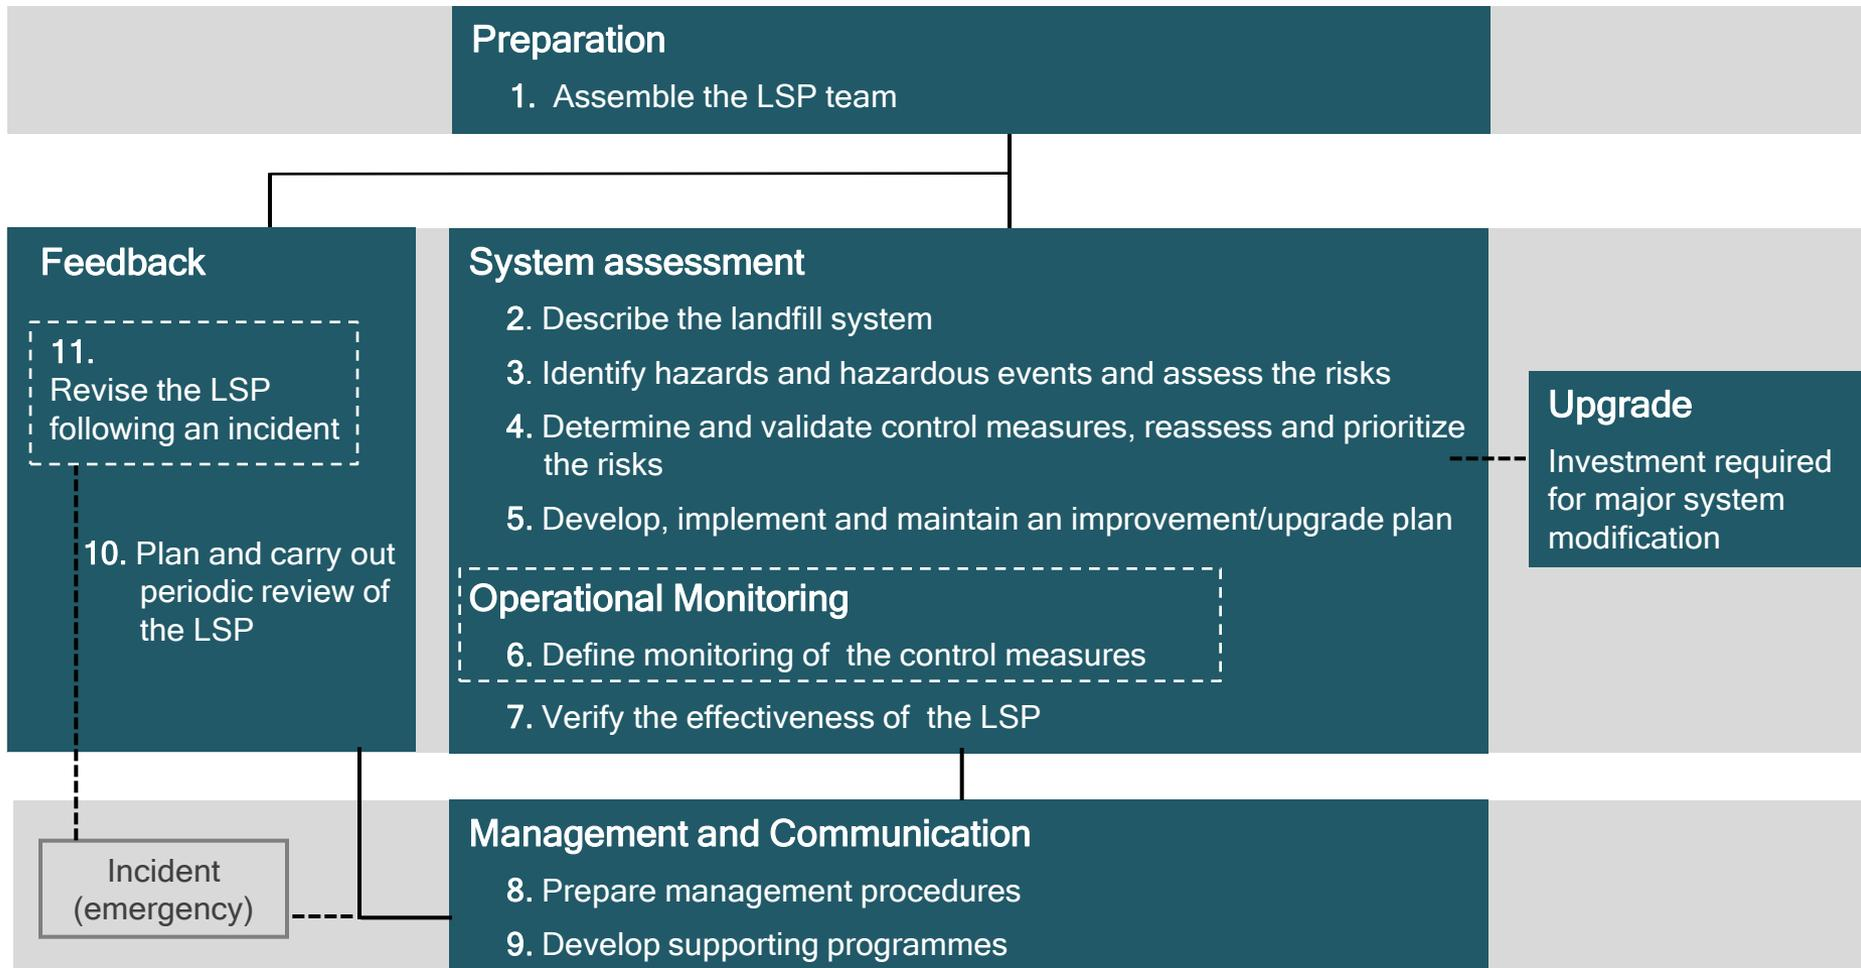 Preparation
1. Assemble the LSP team
Feedback
11.
Revise the LSP
following an incident
10. Plan and carry out
periodic review of
the LSP
System assessment
2. Describe the landfill system
3. Identify hazards and hazardous events and assess the risks
4. Determine and validate control measures, reassess and prioritize
the risks
5. Develop, implement and maintain an improvement/upgrade plan
Operational Monitoring
6. Define monitoring of the control measures
7. Verify the effectiveness of the LSP
Upgrade
Investment required
for major system
modification
Incident
(emergency)
Management and Communication
8. Prepare management procedures
9. Develop supporting programmes